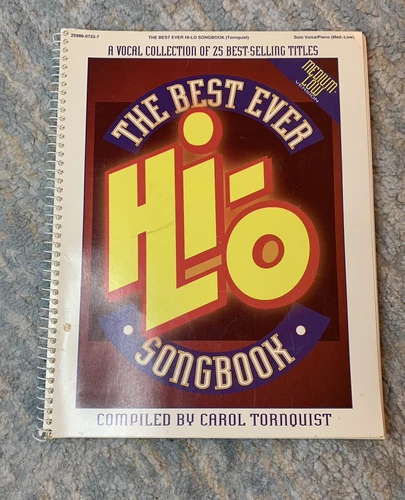 25986-0725-7 THE BEST EVER HI-LO SONGBOOK (Tornquist) Solo Voice/Piano (Med.-Low)
A VOCAL COLLECTION OF 25 BEST-SELLING TITLES
MEDIUM
LOW
VERSION
THE BEST EVER
Hi-
Lo
SONGBOOK
COMPILED BY CAROL TORNQUIST